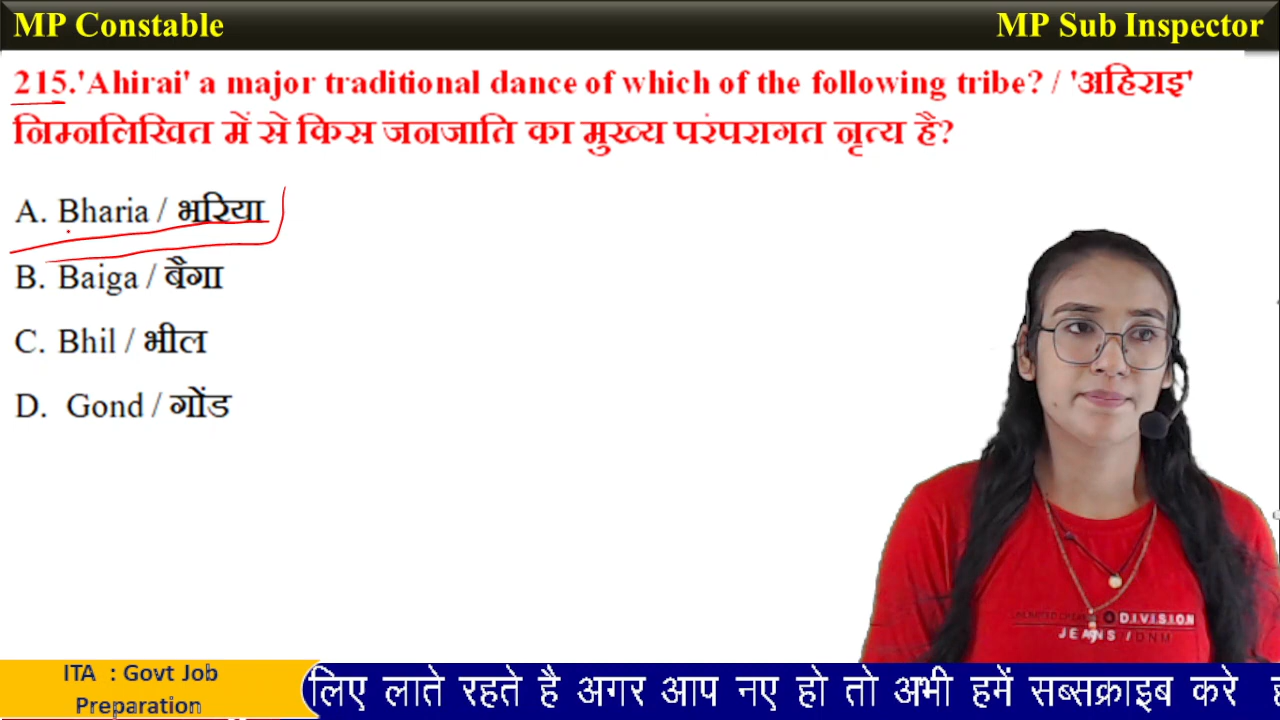 MP Constable
MP Sub Inspector
215.'Ahirai' a major traditional dance of which of the following tribe? / 'अहिराइ'
निम्नलिखित में से किस जनजाति का मुख्य परंपरागत नृत्य है?
A. Bharia / भरिया
B. Baiga / बैगा
C. Bhil / भील
D. Gond / गोंड
D.I.V.I.S.I.O.N
JEANS / DNM
ITA : Govt Job
Preparation
लिए लाते रहते है अगर आप नए हो तो अभी हमें सब्सक्राइब करे